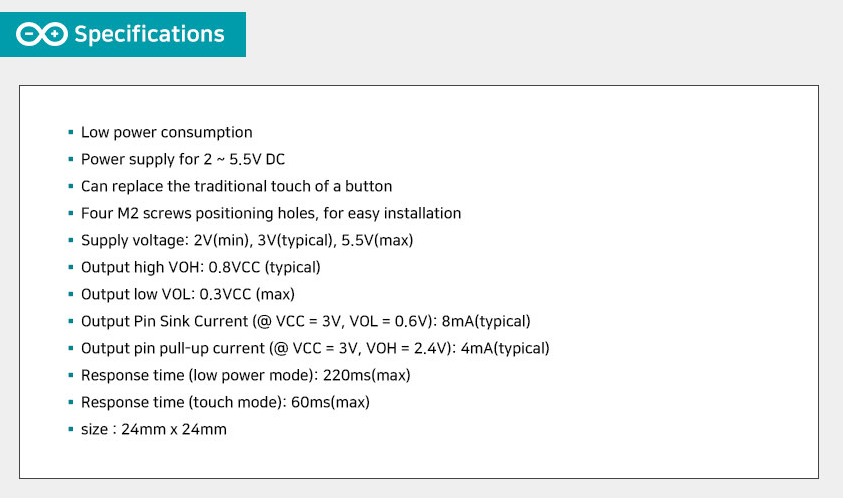 Specifications
▪ Low power consumption
▪ Power supply for 2 ~ 5.5V DC
▪ Can replace the traditional touch of a button
▪ Four M2 screws positioning holes, for easy installation
▪ Supply voltage: 2V(min), 3V(typical), 5.5V(max)
▪ Output high VOH: 0.8VCC (typical)
▪ Output low VOL: 0.3VCC (max)
▪ Output Pin Sink Current (@ VCC = 3V, VOL = 0.6V): 8mA(typical)
▪ Output pin pull-up current (@ VCC = 3V, VOH = 2.4V): 4mA(typical)
▪ Response time (low power mode): 220ms(max)
▪ Response time (touch mode): 60ms(max)
▪ size : 24mm x 24mm